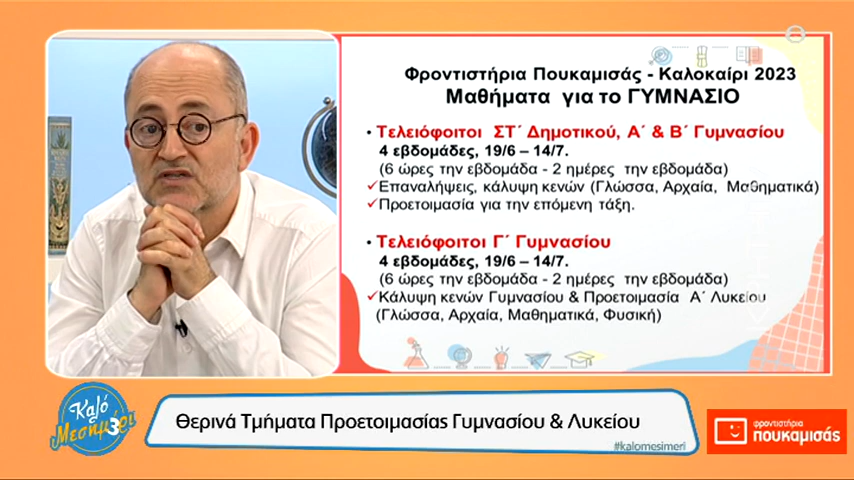 Φροντιστήρια Πουκαμισάς - Καλοκαίρι 2023
Μαθήματα για το ΓΥΜΝΑΣΙΟ
• Τελειόφοιτοι ΣΤ΄ Δημοτικού, Α΄ & Β΄ Γυμνασίου
4 εβδομάδες, 19/6 – 14/7.
(6 ώρες την εβδομάδα - 2 ημέρες την εβδομάδα)
✓Επαναλήψεις, κάλυψη κενών (Γλώσσα, Αρχαία, Μαθηματικά)
✓Προετοιμασία για την επόμενη τάξη.
• Τελειόφοιτοι Γ΄ Γυμνασίου
4 εβδομάδες, 19/6 – 14/7.
(6 ώρες την εβδομάδα - 2 ημέρες την εβδομάδα)
✓Κάλυψη κενών Γυμνασίου & Προετοιμασία Α΄ Λυκείου
(Γλώσσα, Αρχαία, Μαθηματικά, Φυσική)
Καλό
Μεσημ3ρι
Θερινά Τμήματα Προετοιμασίας Γυμνασίου & Λυκείου
#kalomesimeri
φροντιστήρια
πουκαμισάς